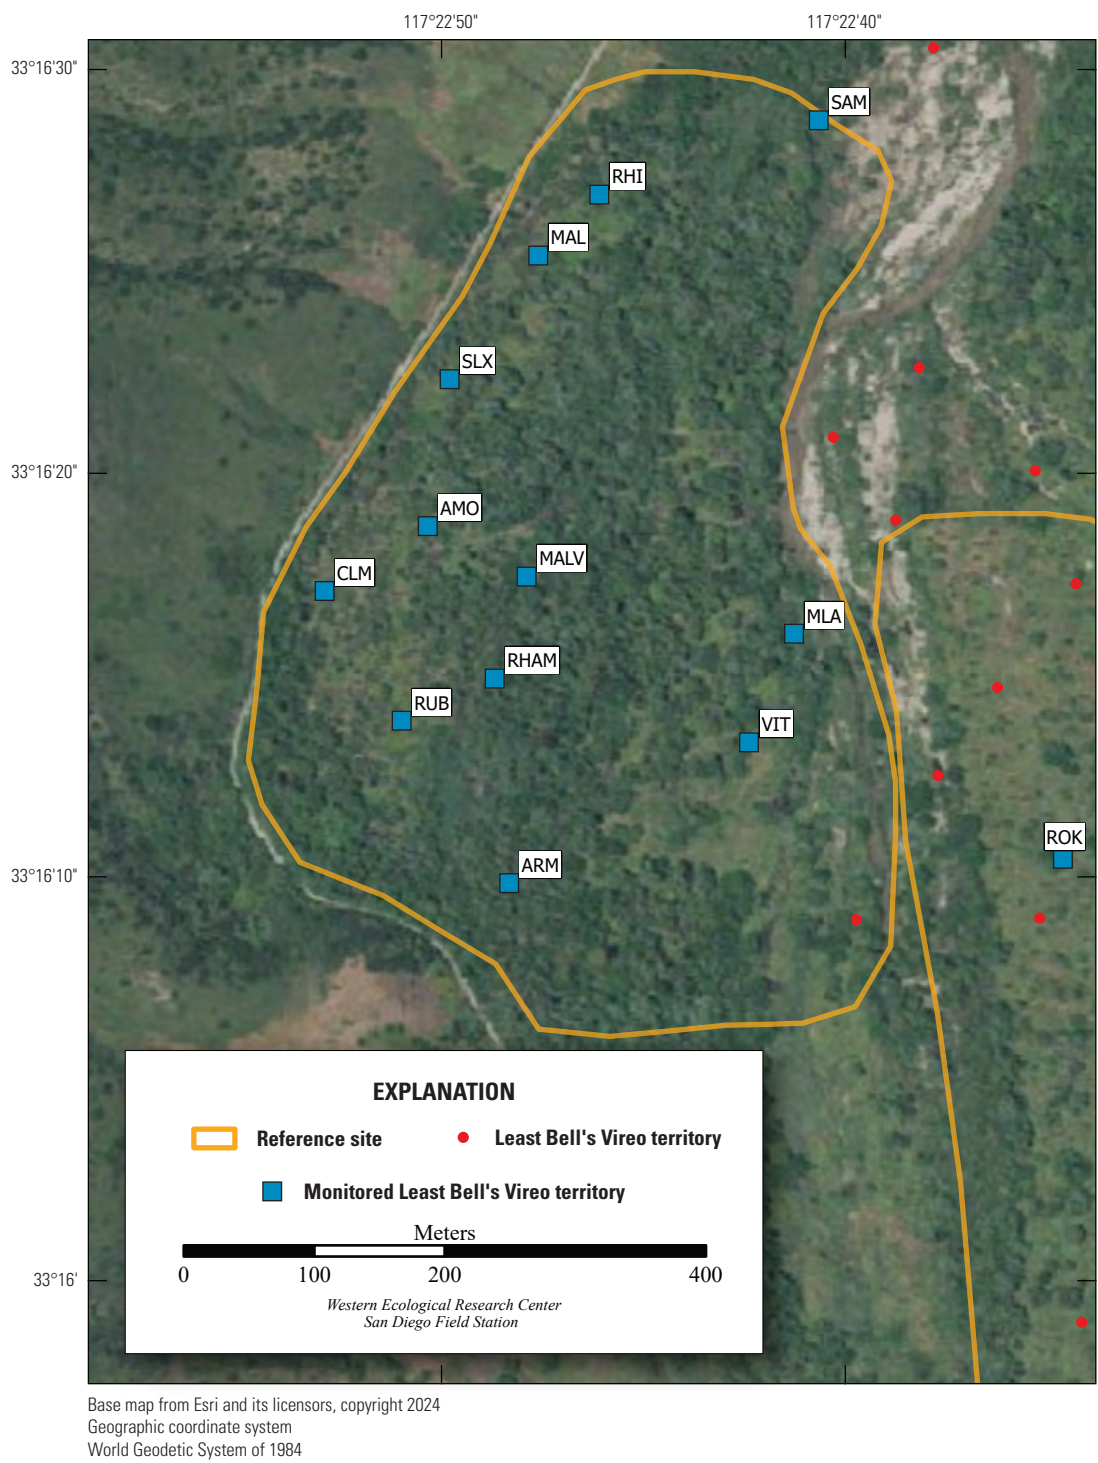 117°22'50" 117°22'40"
33°16'30"
SAM
RHI
MAL
SLX
33°16'20"
AMO
MALV
CLM
MLA
RHAM
RUB
VIT
ROK
ARM
33°16'10"
EXPLANATION
Reference site Least Bell's Vireo territory
Monitored Least Bell's Vireo territory
Meters
0 100 200 400
33°16'
Western Ecological Research Center
San Diego Field Station
Base map from Esri and its licensors, copyright 2024
Geographic coordinate system
World Geodetic System of 1984